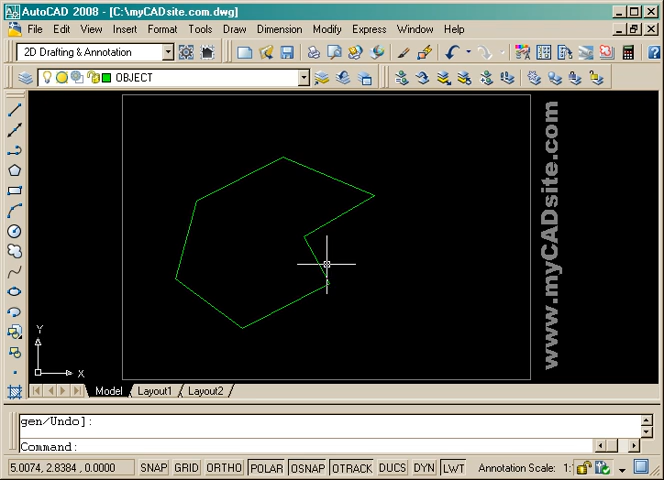 AutoCAD 2008 - [C:\myCADsite.com.dwg]
File Edit View Insert Format Tools Draw Dimension Modify Express Window Help
2D Drafting & Annotation
OBJECT
www.myCADsite.com
Y
X
Model Layout1 Layout2
gen/Undo]:
Command:
5.0074, 2.8384 , 0.0000 SNAP GRID ORTHO POLAR OSNAP OTRACK DUCS DYN LWT Annotation Scale: 1: